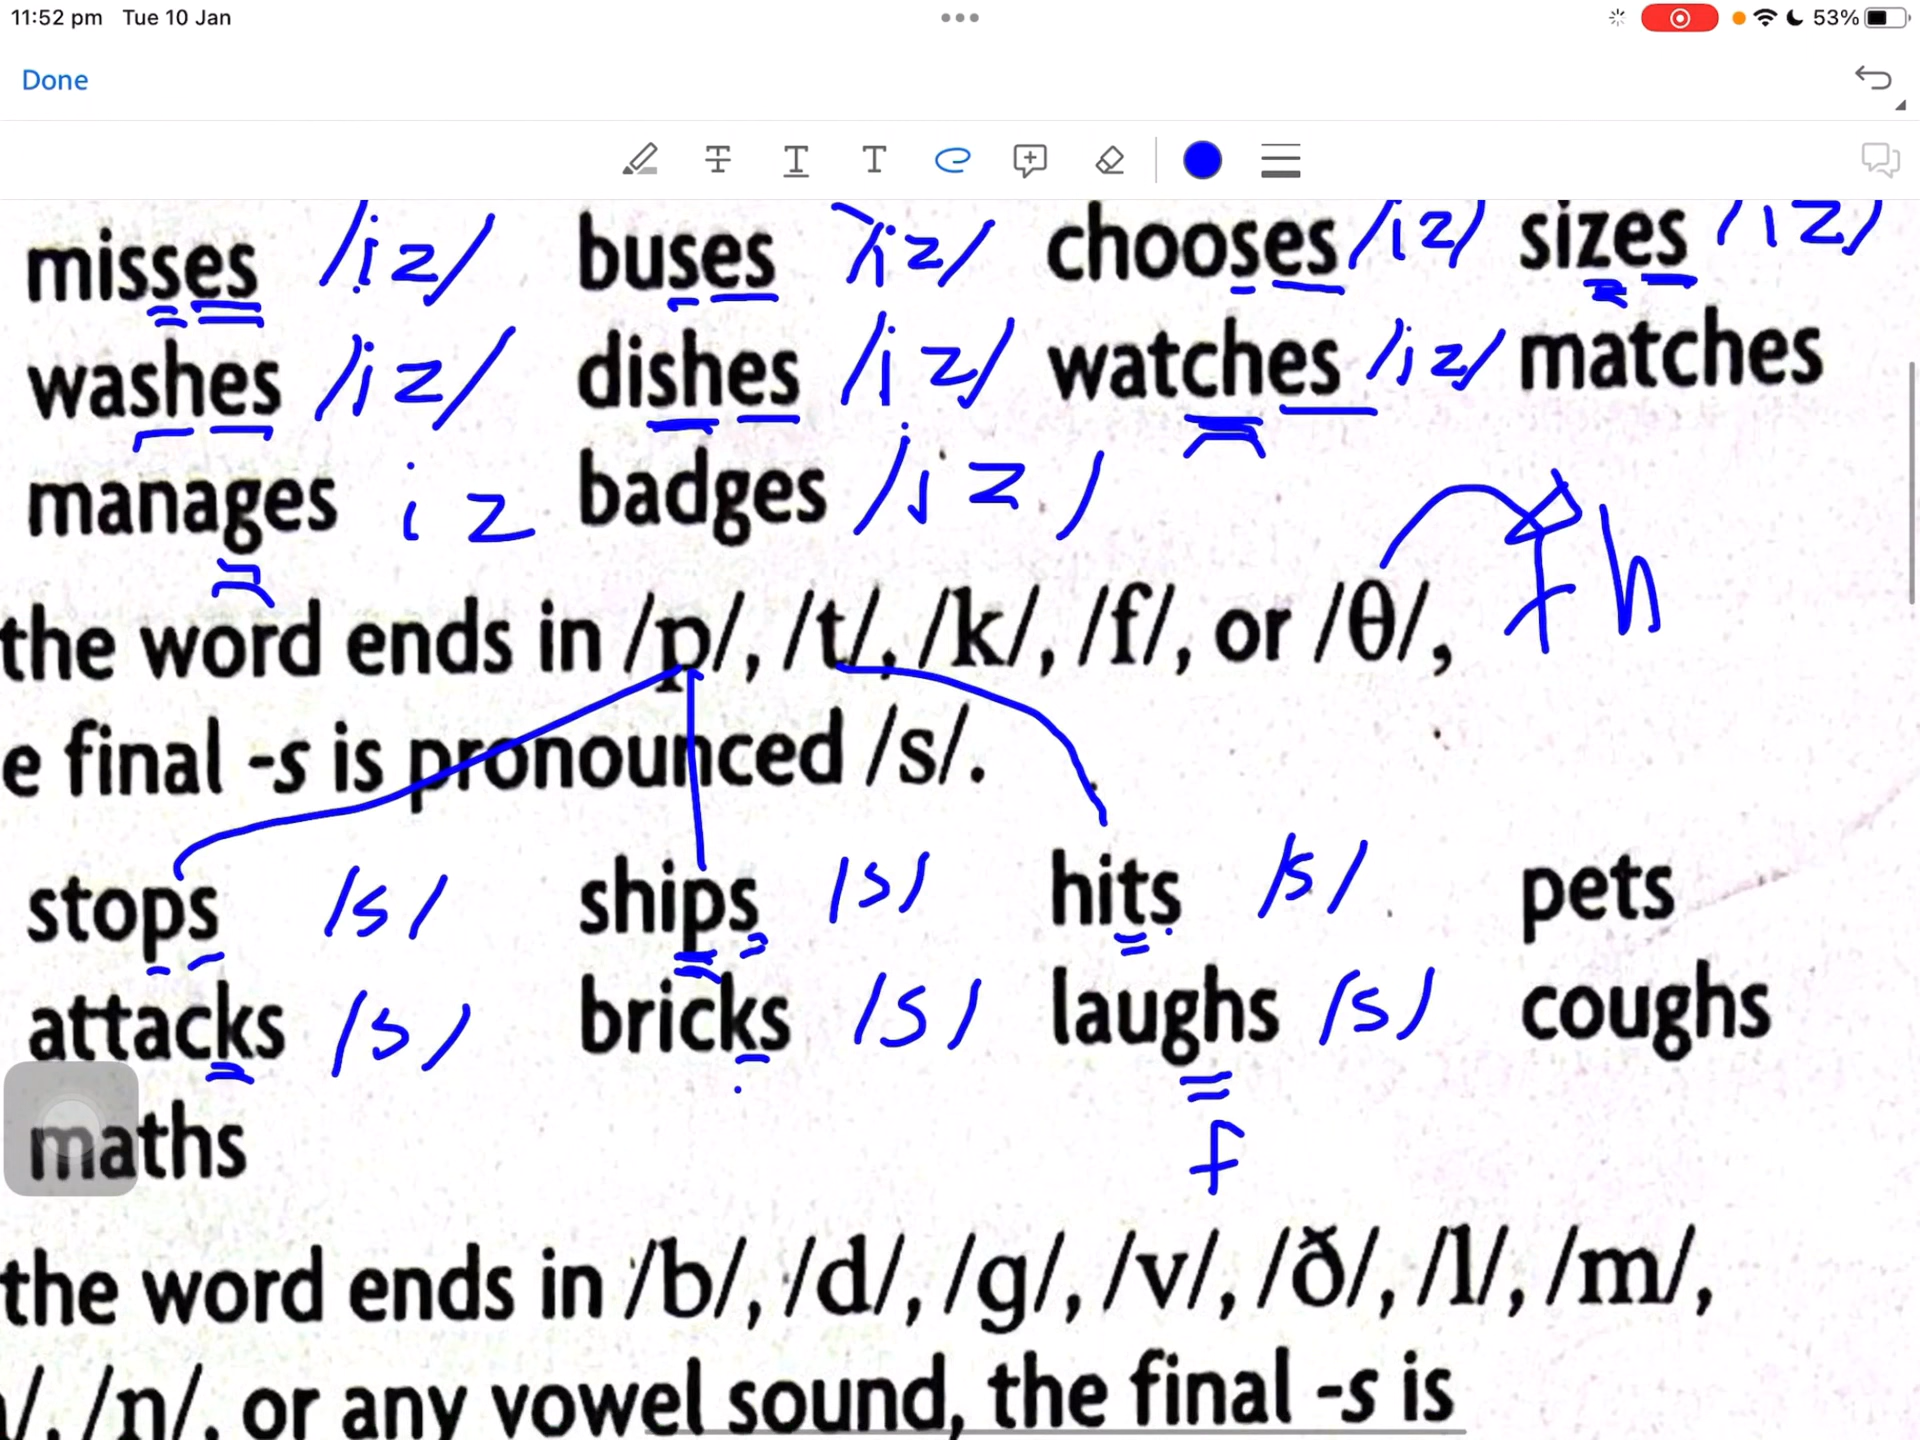 11:52 pm Tue 10 Jan 53%
Done
misses /iz/ buses /iz/ chooses /iz/ sizes /iz/
washes /iz/ dishes /iz/ watches /iz/ matches
manages iz badges /iz/
th
the word ends in /p/, /t/, /k/, /f/, or /θ/,
e final -s is pronounced /s/.
stops /s/ ships /s/ hits /s/ pets
attacks /s/ bricks /s/ laughs /s/ coughs
f
maths
the word ends in /b/, /d/, /g/, /v/, /ð/, /l/, /m/,
/, /ŋ/, or any vowel sound, the final -s is